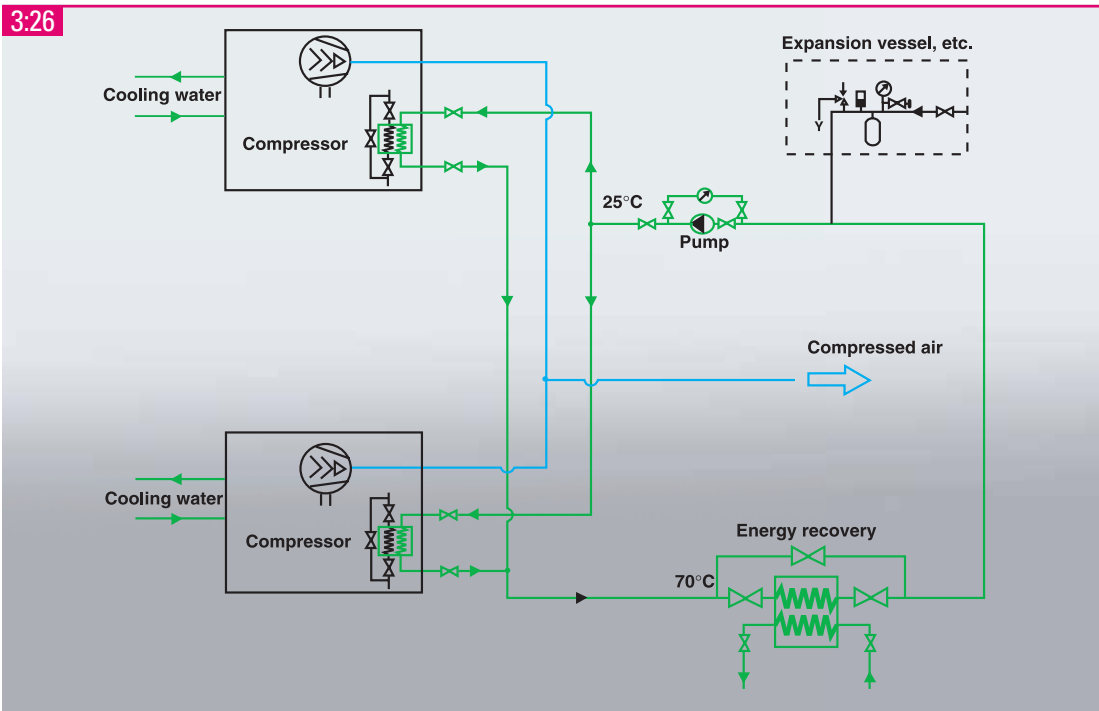 3:26
Expansion vessel, etc.
Cooling water
Compressor
Y
25°C
Pump
Compressed air
Cooling water
Compressor
Energy recovery
70°C